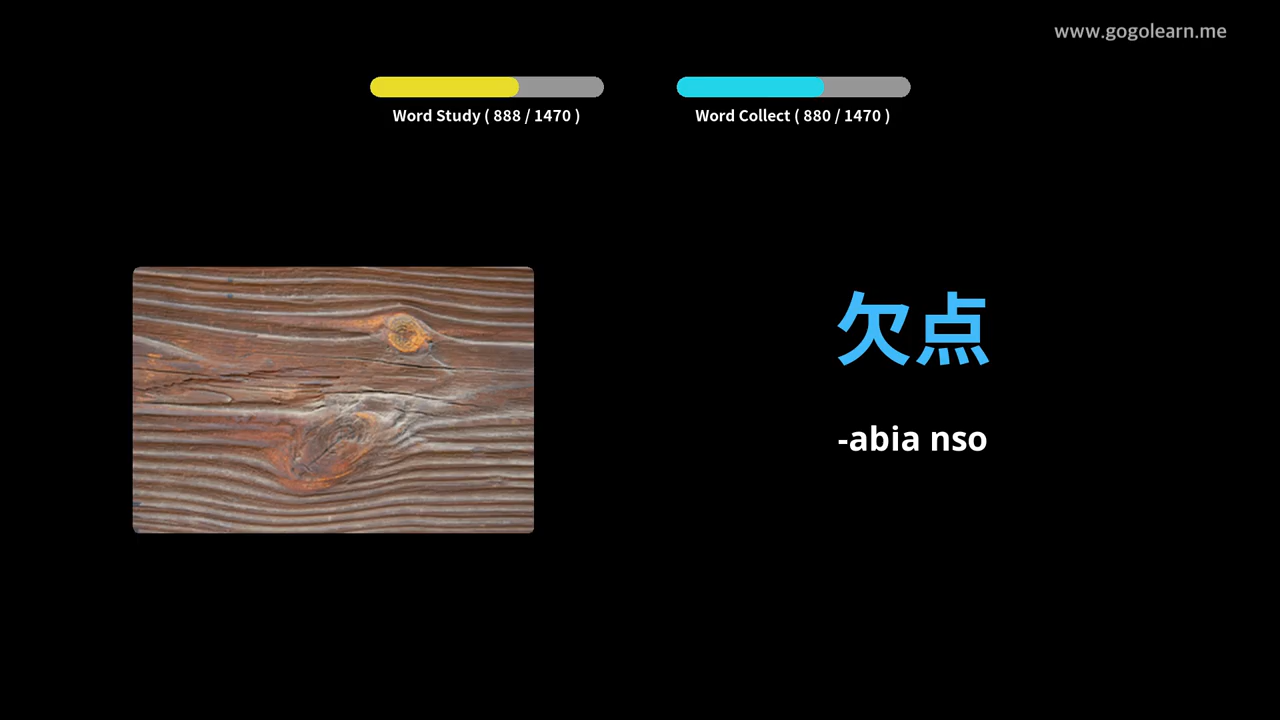 www.gogolearn.me
Word Study ( 888 / 1470 )
Word Collect ( 880 / 1470 )
欠点
-abia nso